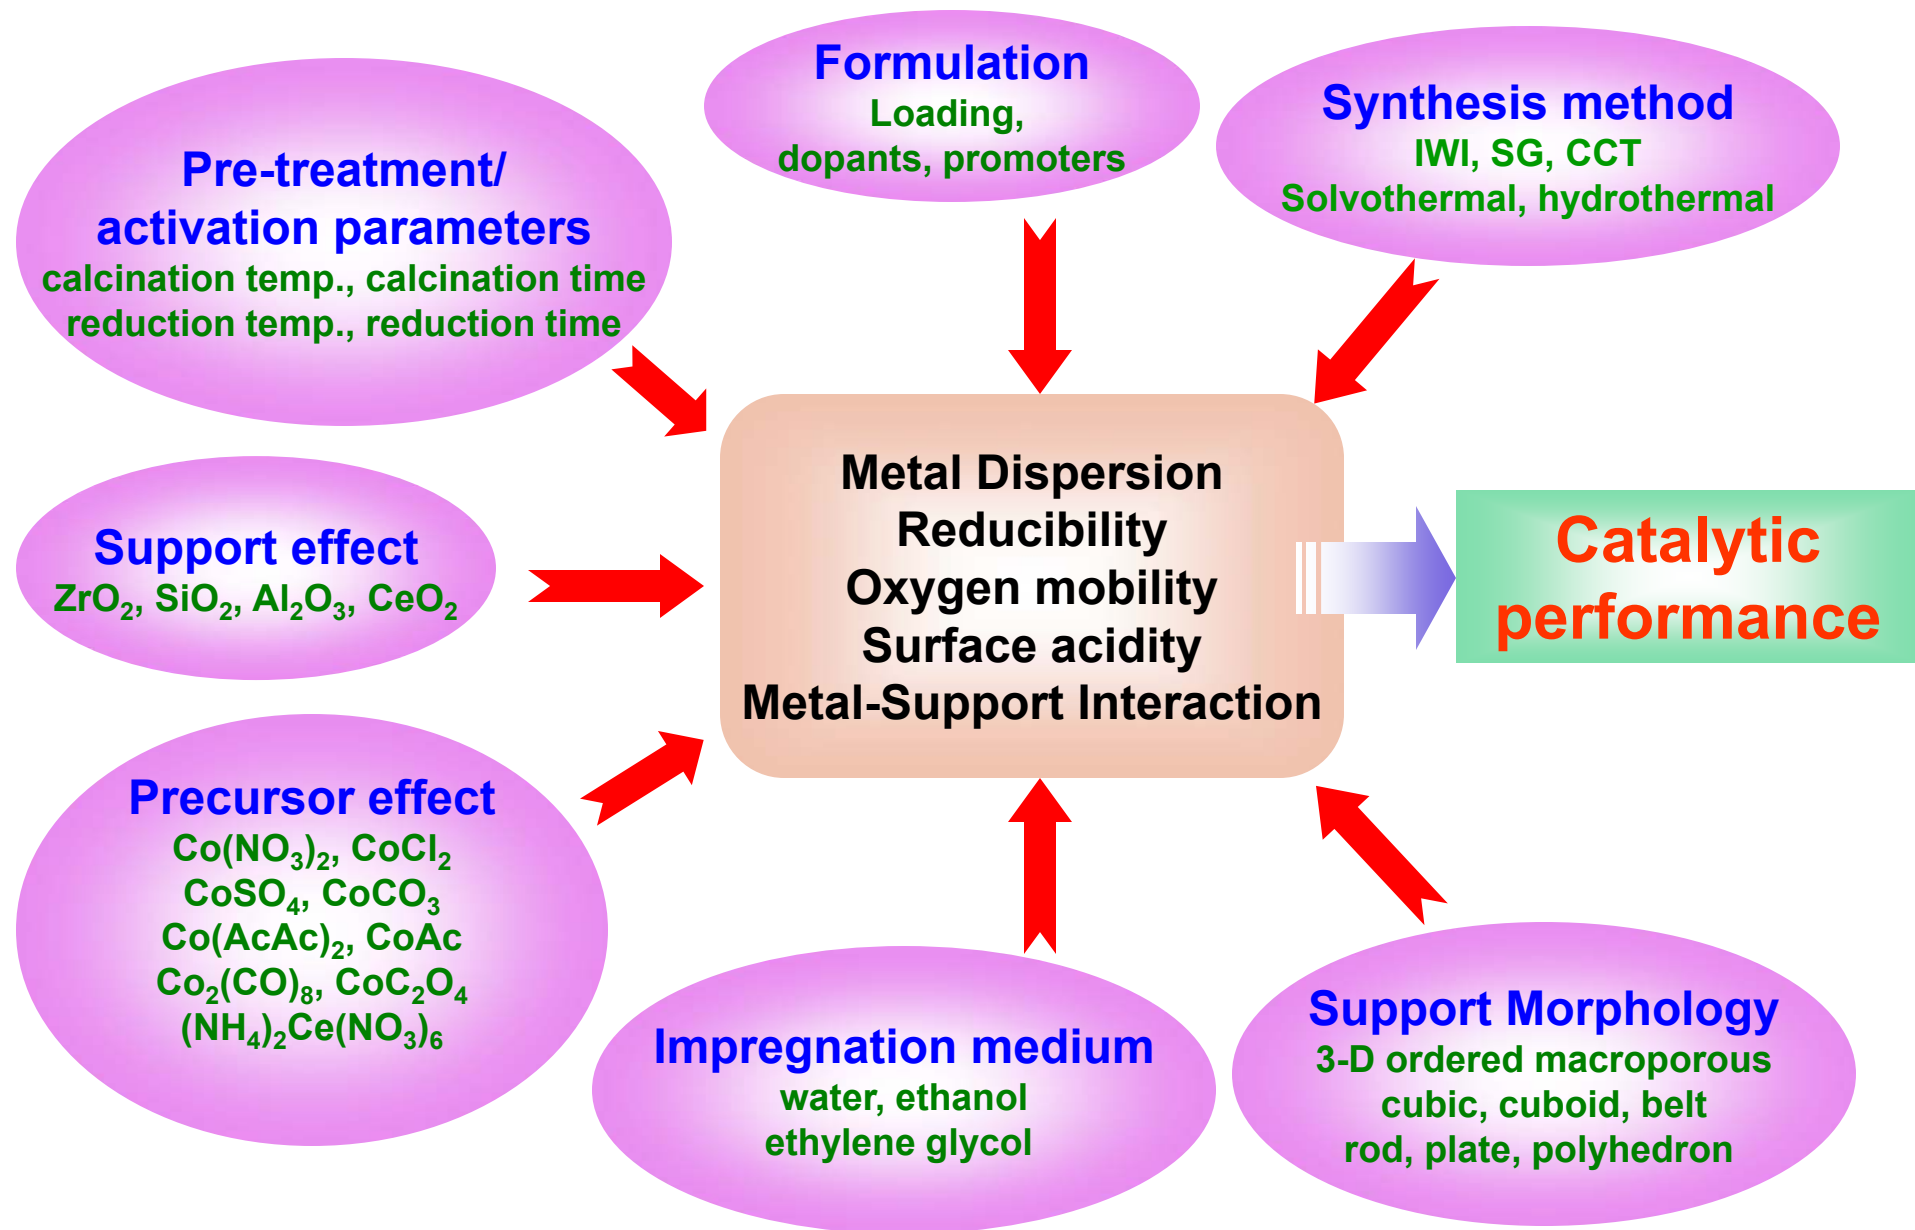 Formulation
Loading,
dopants, promoters
Synthesis method
IWI, SG, CCT
Solvothermal, hydrothermal
Pre-treatment/
activation parameters
calcination temp., calcination time
reduction temp., reduction time
Metal Dispersion
Reducibility
Oxygen mobility
Surface acidity
Metal-Support Interaction
Catalytic
performance
Support effect
ZrO₂, SiO₂, Al₂O₃, CeO₂
Precursor effect
Co(NO₃)₂, CoCl₂
CoSO₄, CoCO₃
Co(AcAc)₂, CoAc
Co₂(CO)₈, CoC₂O₄
(NH₄)₂Ce(NO₃)₆
Impregnation medium
water, ethanol
ethylene glycol
Support Morphology
3-D ordered macroporous
cubic, cuboid, belt
rod, plate, polyhedron